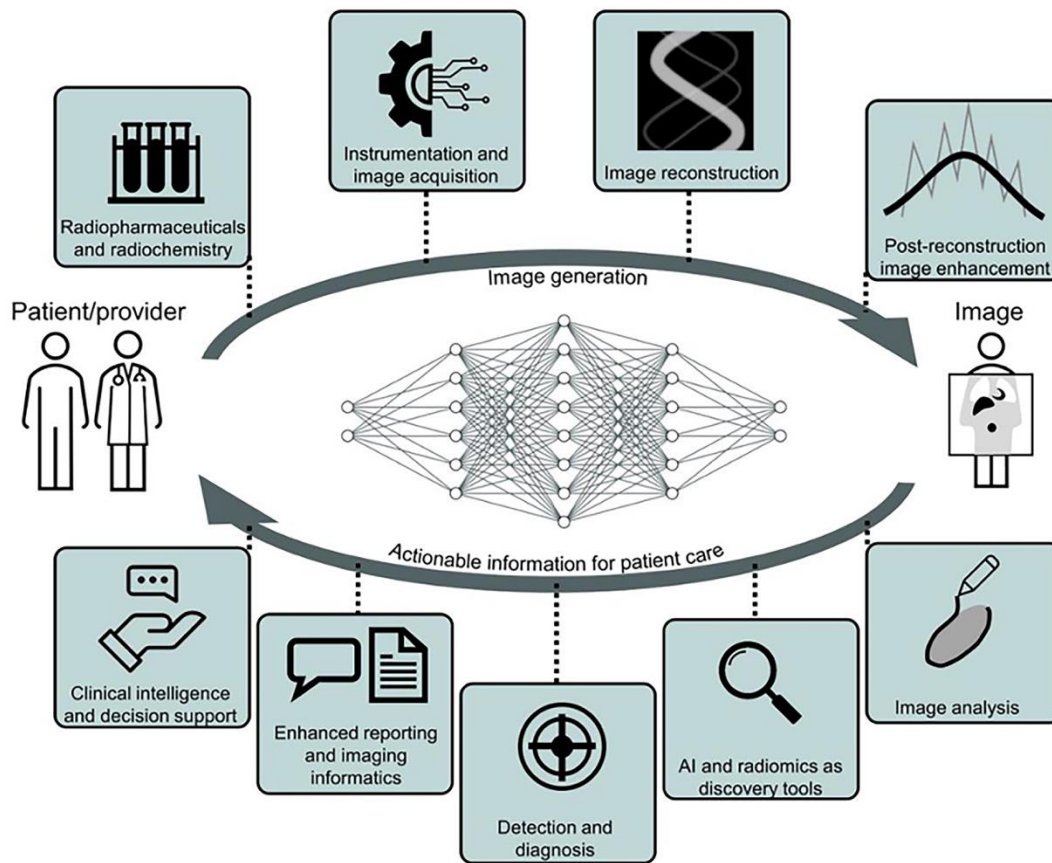 Radiopharmaceuticals
and radiochemistry
Instrumentation and
image acquisition
Image reconstruction
Post-reconstruction
image enhancement
Image generation
Patient/provider
Image
Actionable information for patient care
Clinical intelligence
and decision support
Enhanced reporting
and imaging
informatics
Detection and
diagnosis
AI and radiomics as
discovery tools
Image analysis